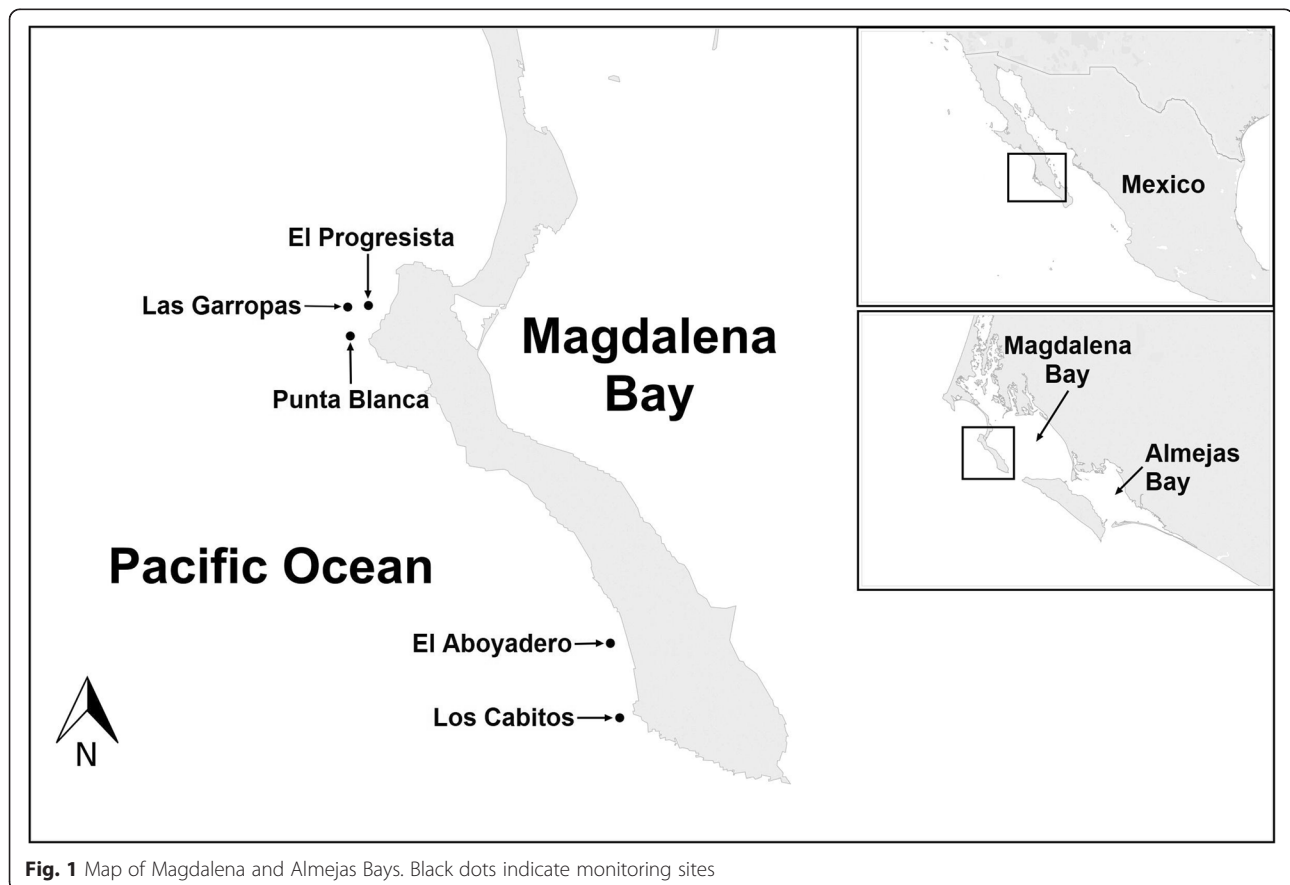 El Progresista
Las Garropas
Punta Blanca
Magdalena
Bay
Pacific Ocean
El Aboyadero
Los Cabitos
N
Mexico
Magdalena
Bay
Almejas
Bay
Fig. 1 Map of Magdalena and Almejas Bays. Black dots indicate monitoring sites